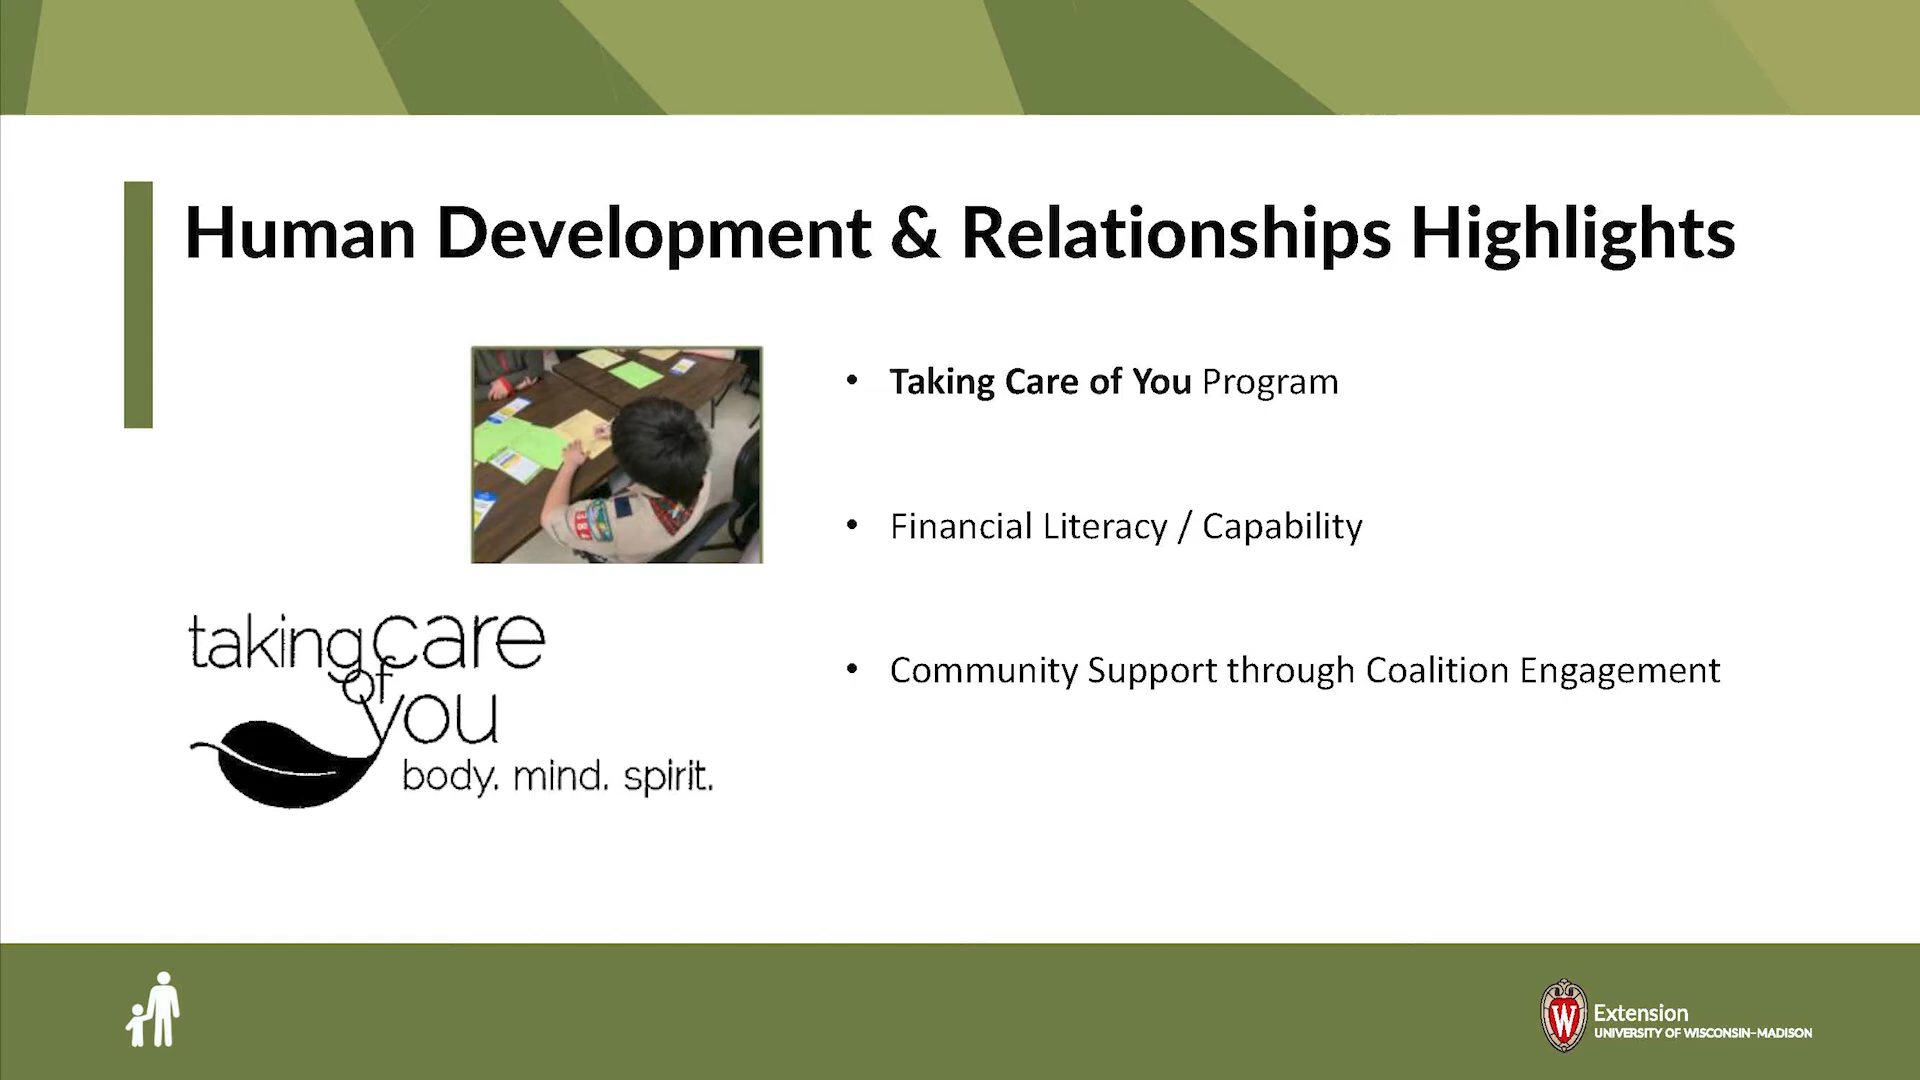 Human Development & Relationships Highlights
• Taking Care of You Program
• Financial Literacy / Capability
• Community Support through Coalition Engagement
taking care
of
you
body. mind. spirit.
W
Extension
UNIVERSITY OF WISCONSIN–MADISON